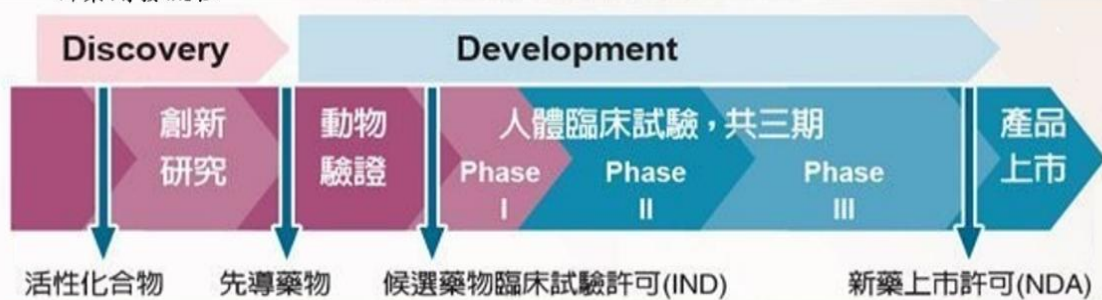 Discovery
Development
創新
研究
動物
驗證
人體臨床試驗，共三期
Phase
I
Phase
II
Phase
III
產品
上市
活性化合物
先導藥物
候選藥物臨床試驗許可(IND)
新藥上市許可(NDA)